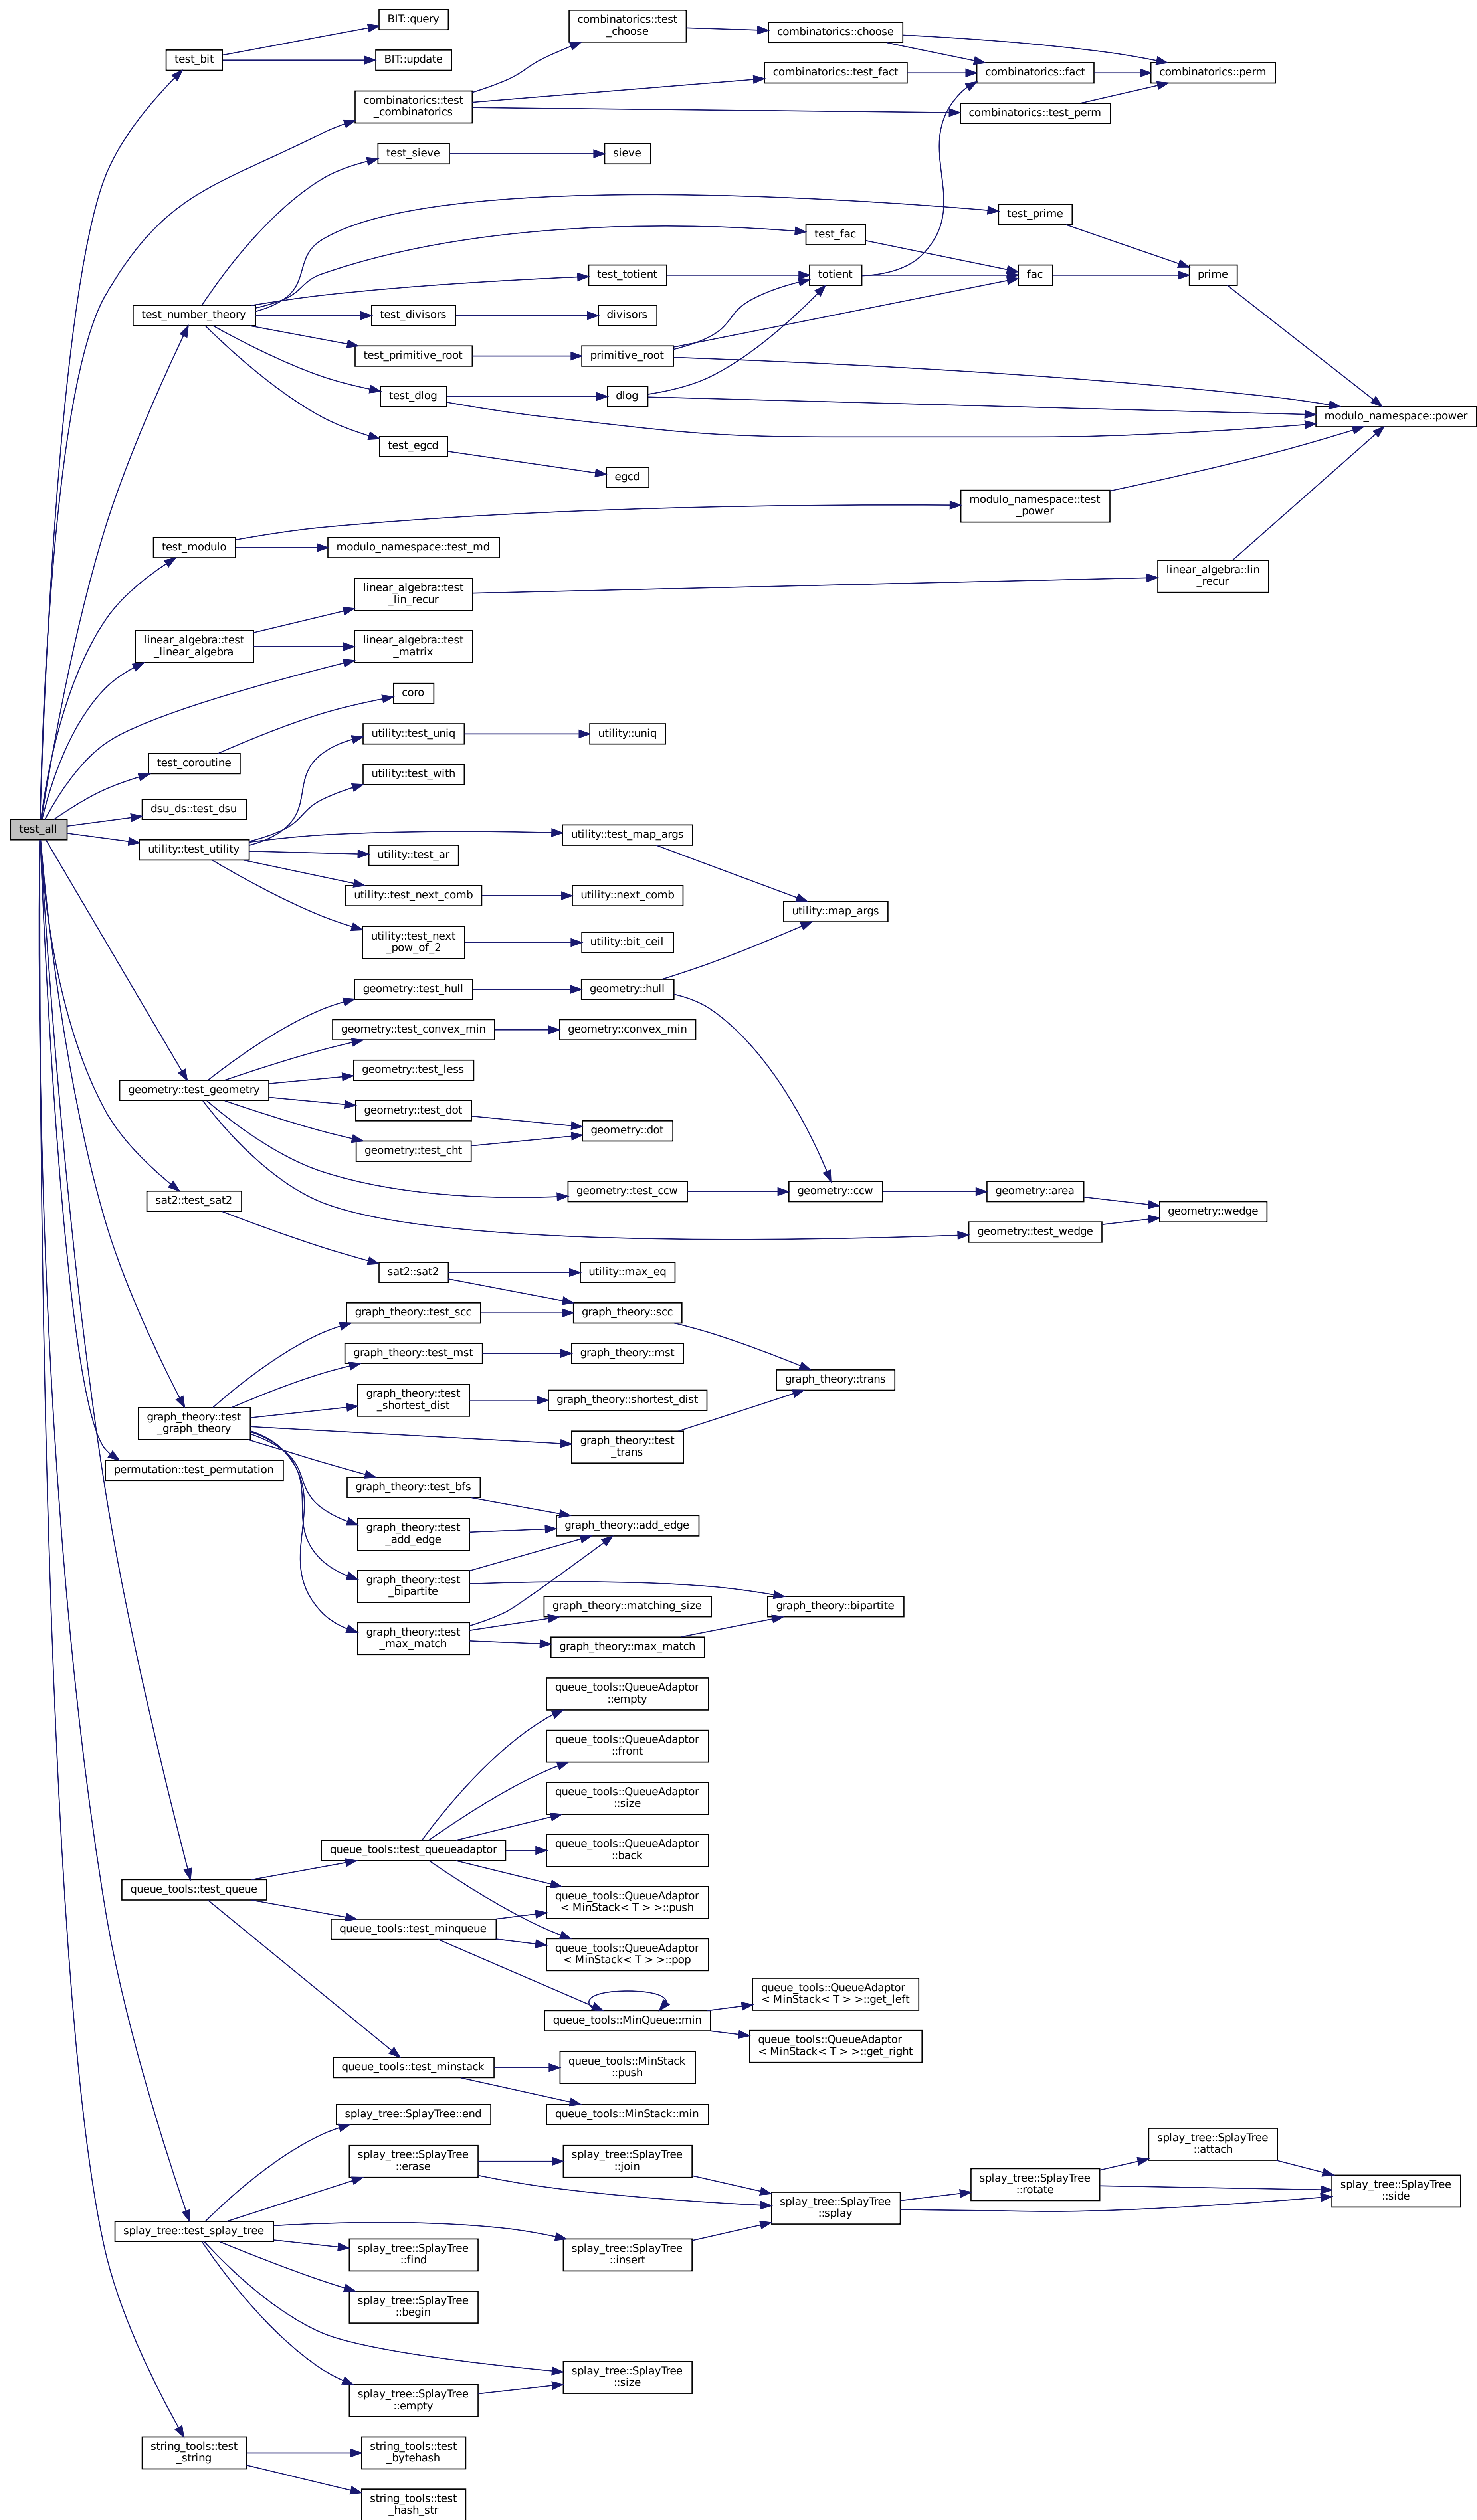 BIT::query
combinatorics::test
_choose
combinatorics::choose
test_bit
BIT::update
combinatorics::test_fact
combinatorics::fact
combinatorics::perm
combinatorics::test
_combinatorics
combinatorics::test_perm
test_sieve
sieve
test_prime
test_fac
test_totient
totient
fac
prime
test_number_theory
test_divisors
divisors
test_primitive_root
primitive_root
test_dlog
dlog
modulo_namespace::power
test_egcd
egcd
modulo_namespace::test
_power
test_modulo
modulo_namespace::test_md
linear_algebra::lin
_recur
linear_algebra::test
_lin_recur
linear_algebra::test
_linear_algebra
linear_algebra::test
_matrix
coro
utility::test_uniq
utility::uniq
test_coroutine
utility::test_with
dsu_ds::test_dsu
test_all
utility::test_map_args
utility::test_utility
utility::test_ar
utility::test_next_comb
utility::next_comb
utility::map_args
utility::test_next
_pow_of_2
utility::bit_ceil
geometry::test_hull
geometry::hull
geometry::test_convex_min
geometry::convex_min
geometry::test_less
geometry::test_geometry
geometry::test_dot
geometry::dot
geometry::test_cht
geometry::test_ccw
geometry::ccw
geometry::area
sat2::test_sat2
geometry::wedge
geometry::test_wedge
sat2::sat2
utility::max_eq
graph_theory::test_scc
graph_theory::scc
graph_theory::test_mst
graph_theory::mst
graph_theory::trans
graph_theory::test
_shortest_dist
graph_theory::shortest_dist
graph_theory::test
_graph_theory
graph_theory::test
_trans
permutation::test_permutation
graph_theory::test_bfs
graph_theory::test
_add_edge
graph_theory::add_edge
graph_theory::test
_bipartite
graph_theory::matching_size
graph_theory::bipartite
graph_theory::test
_max_match
graph_theory::max_match
queue_tools::QueueAdaptor
::empty
queue_tools::QueueAdaptor
::front
queue_tools::QueueAdaptor
::size
queue_tools::test_queueadaptor
queue_tools::QueueAdaptor
::back
queue_tools::test_queue
queue_tools::QueueAdaptor
< MinStack< T > >::push
queue_tools::test_minqueue
queue_tools::QueueAdaptor
< MinStack< T > >::pop
queue_tools::QueueAdaptor
< MinStack< T > >::get_left
queue_tools::MinQueue::min
queue_tools::QueueAdaptor
< MinStack< T > >::get_right
queue_tools::test_minstack
queue_tools::MinStack
::push
queue_tools::MinStack::min
splay_tree::SplayTree::end
splay_tree::SplayTree
::erase
splay_tree::SplayTree
::join
splay_tree::SplayTree
::attach
splay_tree::SplayTree
::rotate
splay_tree::SplayTree
::side
splay_tree::SplayTree
::splay
splay_tree::test_splay_tree
splay_tree::SplayTree
::find
splay_tree::SplayTree
::insert
splay_tree::SplayTree
::begin
splay_tree::SplayTree
::size
splay_tree::SplayTree
::empty
string_tools::test
_string
string_tools::test
_bytehash
string_tools::test
_hash_str